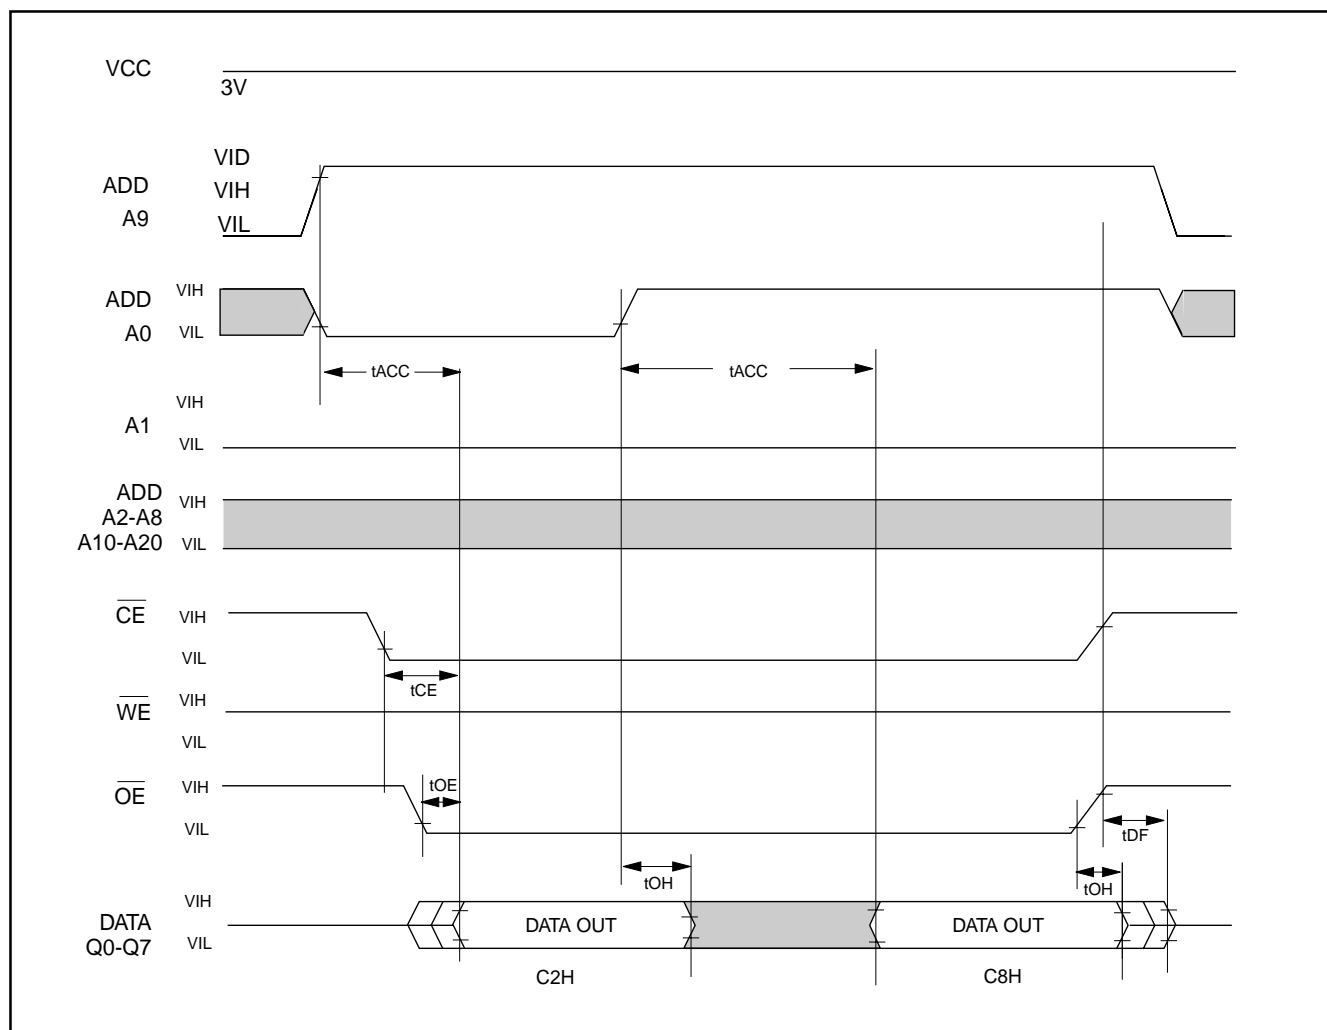 VCC
3V
VID
ADD
VIH
A9
VIL
VIH
ADD
A0
VIL
tACC
tACC
VIH
A1
VIL
ADD
VIH
A2-A8
A10-A20
VIL
CE
VIH
VIL
tCE
WE
VIH
VIL
OE
VIH
tOE
VIL
tDF
tOH
tOH
VIH
DATA
DATA OUT
DATA OUT
Q0-Q7
VIL
C2H
C8H